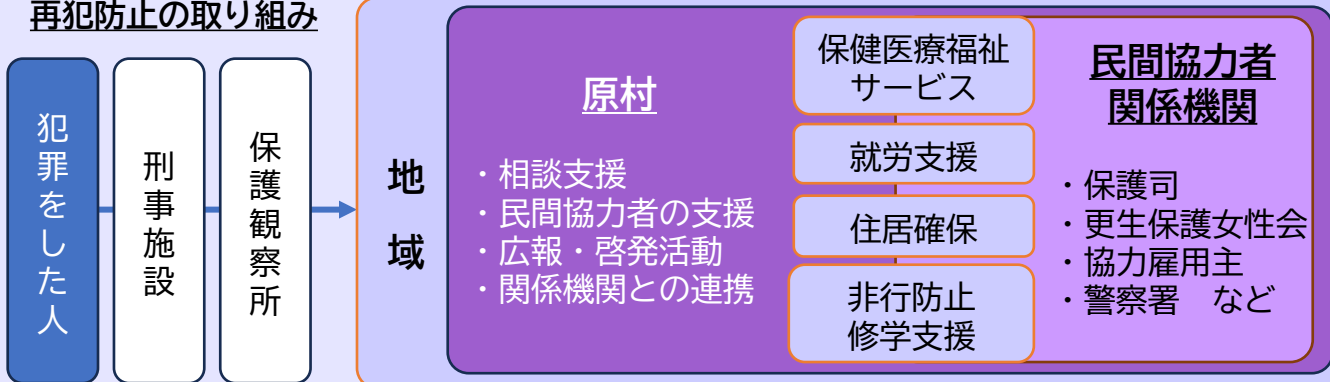 再犯防止の取り組み
犯罪をした人
刑事施設
保護観察所
地域
原村
・相談支援
・民間協力者の支援
・広報・啓発活動
・関係機関との連携
保健医療福祉
サービス
就労支援
住居確保
非行防止
修学支援
民間協力者
関係機関
・保護司
・更生保護女性会
・協力雇用主
・警察署　など